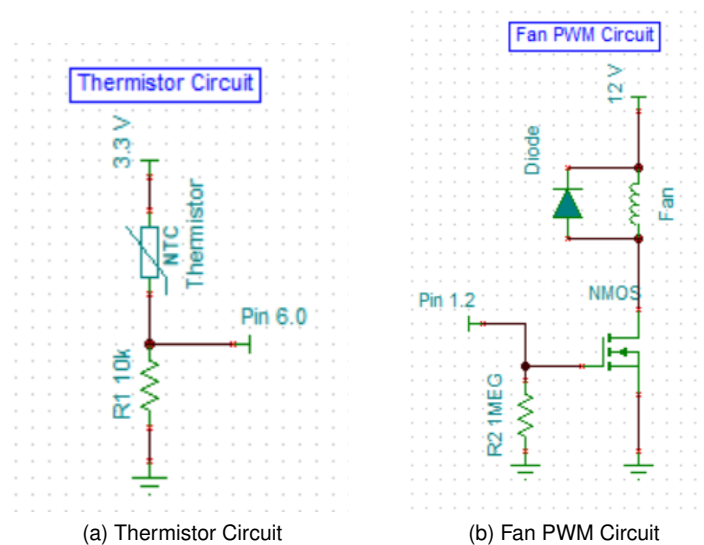 Thermistor Circuit
3.3 V
NTC
Thermistor
Pin 6.0
R1 10k
(a) Thermistor Circuit
Fan PWM Circuit
12 V
Diode
Fan
Pin 1.2
NMOS
R2 1MEG
(b) Fan PWM Circuit